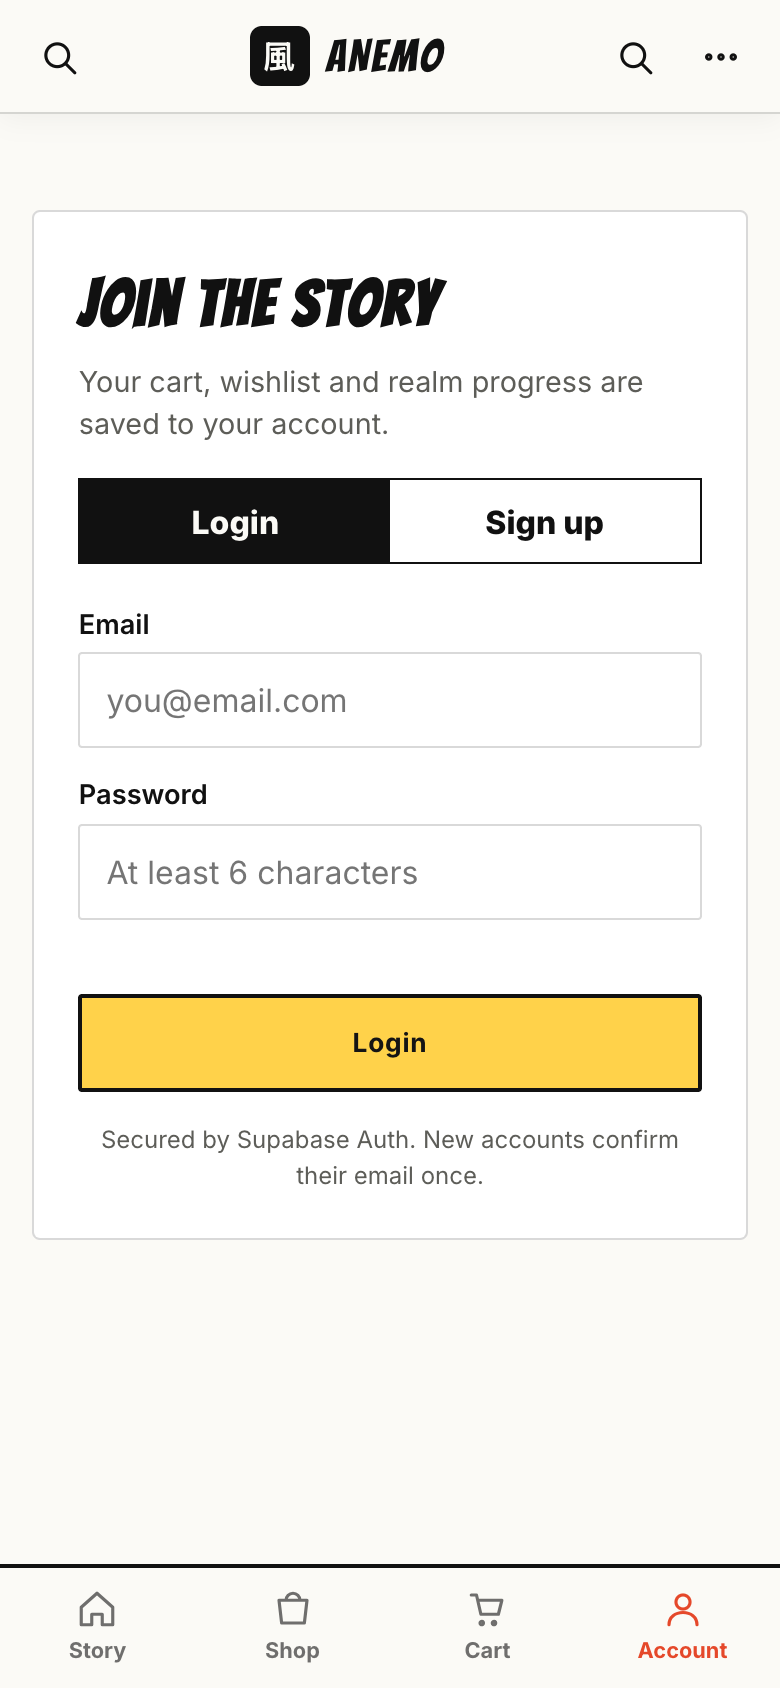 風 ANEMO
JOIN THE STORY
Your cart, wishlist and realm progress are
saved to your account.
Login Sign up
Email
you@email.com
Password
At least 6 characters
Login
Secured by Supabase Auth. New accounts confirm
their email once.
Story Shop Cart Account